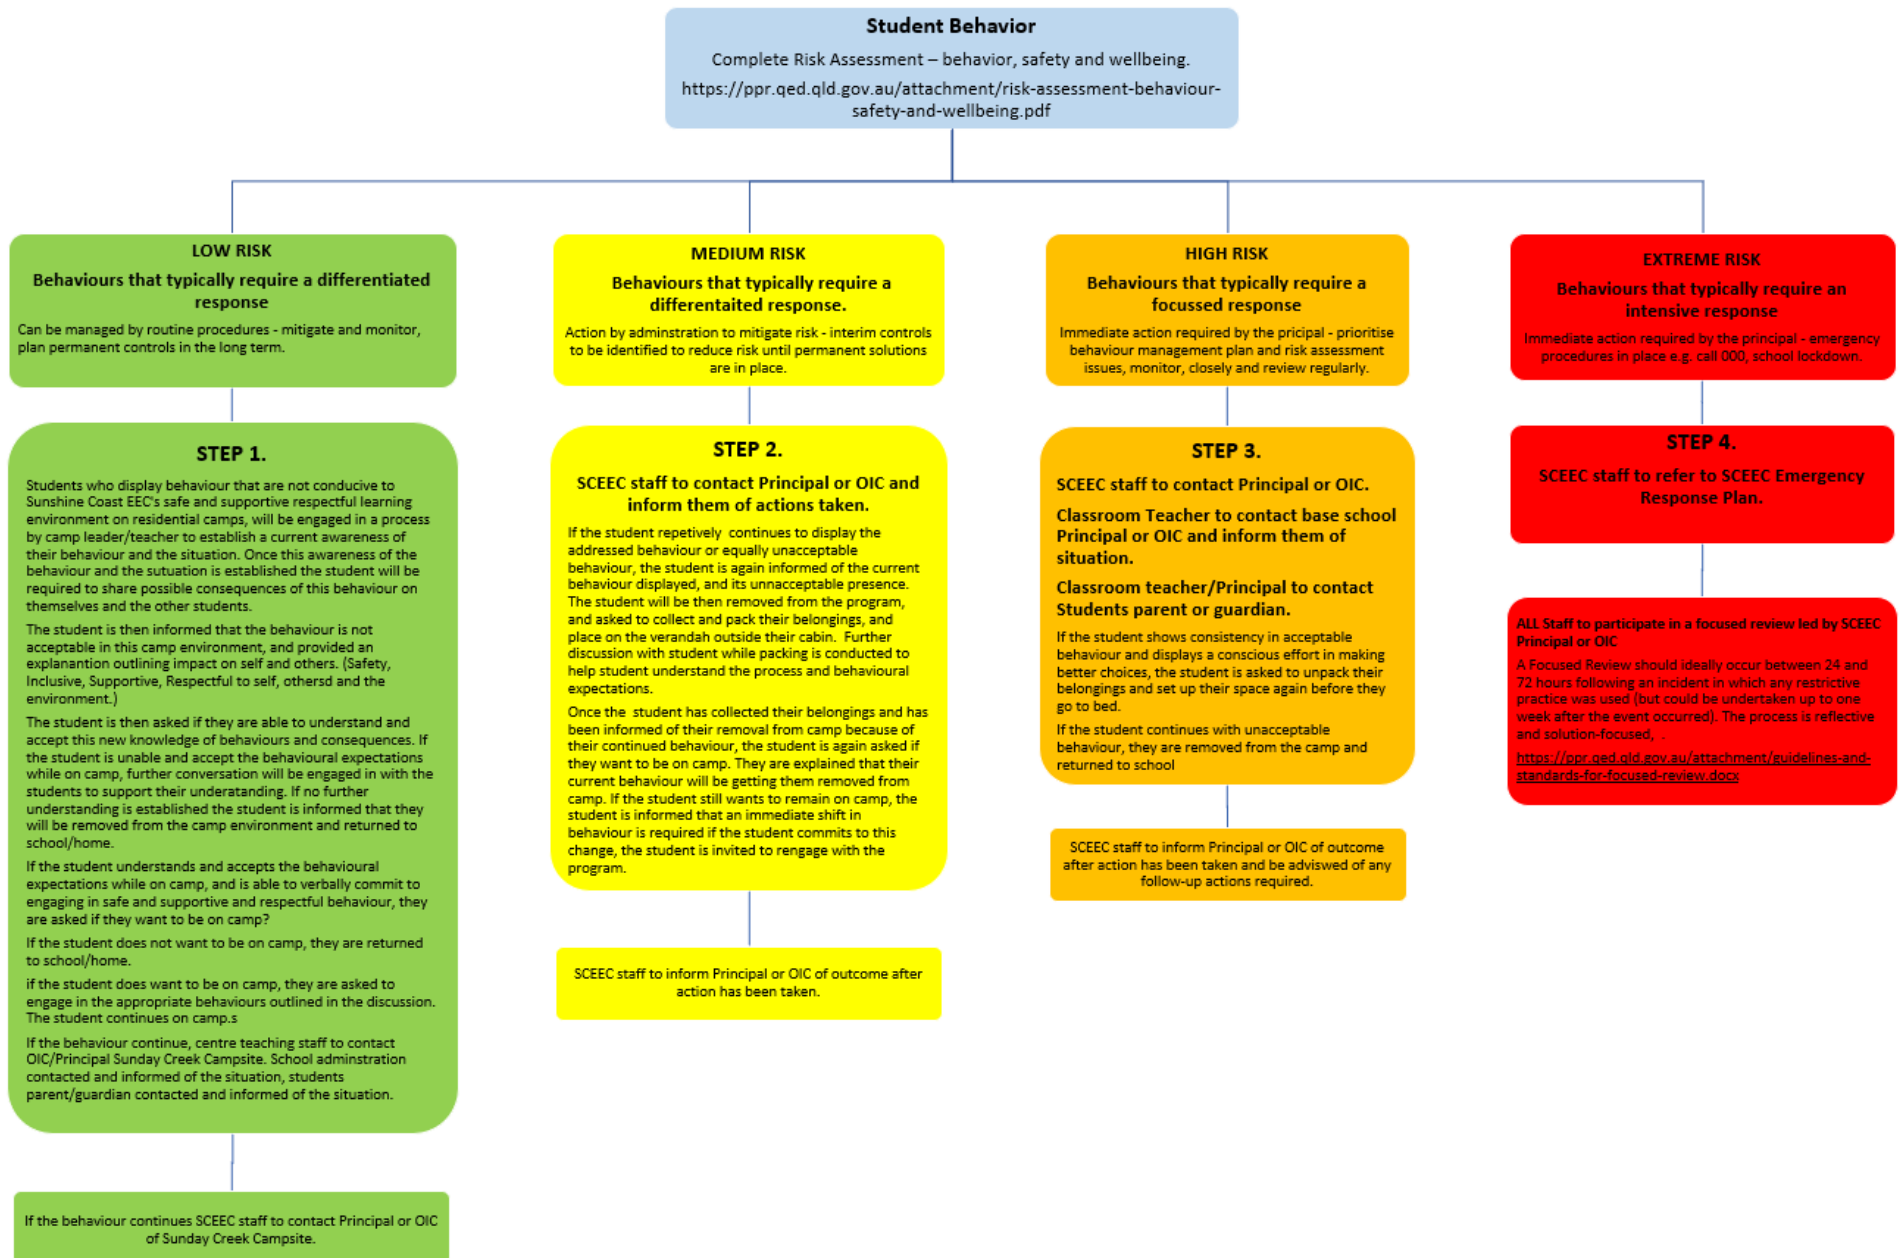 Student Behavior
Complete Risk Assessment – behavior, safety and wellbeing.
https://ppr.qed.qld.gov.au/attachment/risk-assessment-behaviour-
safety-and-wellbeing.pdf
LOW RISK
Behaviours that typically require a differentiated
response
Can be managed by routine procedures - mitigate and monitor,
plan permanent controls in the long term.
STEP 1.
Students who display behaviour that are not conducive to
Sunshine Coast EEC's safe and supportive respectful learning
environment on residential camps, will be engaged in a process
by camp leader/teacher to establish a current awareness of
their behaviour and the situation. Once this awareness of the
behaviour and the sutuation is established the student will be
required to share possible consequences of this behaviour on
themselves and the other students.
The student is then informed that the behaviour is not
acceptable in this camp environment, and provided an
explanantion outlining impact on self and others. (Safety,
Inclusive, Supportive, Respectful to self, othersd and the
environment.)
The student is then asked if they are able to understand and
accept this new knowledge of behaviours and consequences. If
the student is unable and accept the behavioural expectations
while on camp, further conversation will be engaged in with the
students to support their underatanding. If no further
understanding is established the student is informed that they
will be removed from the camp environment and returned to
school/home.
If the student understands and accepts the behavioural
expectations while on camp, and is able to verbally commit to
engaging in safe and supportive and respectful behaviour, they
are asked if they want to be on camp?
If the student does not want to be on camp, they are returned
to school/home.
if the student does want to be on camp, they are asked to
engage in the appropriate behaviours outlined in the discussion.
The student continues on camp.s
If the behaviour continue, centre teaching staff to contact
OIC/Principal Sunday Creek Campsite. School adminstration
contacted and informed of the situation, students
parent/guardian contacted and informed of the situation.
If the behaviour continues SCEEC staff to contact Principal or OIC
of Sunday Creek Campsite.
MEDIUM RISK
Behaviours that typically require a
differentaited response.
Action by adminstration to mitigate risk - interim controls
to be identified to reduce risk until permanent solutions
are in place.
STEP 2.
SCEEC staff to contact Principal or OIC and
inform them of actions taken.
If the student repetively continues to display the
addressed behaviour or equally unacceptable
behaviour, the student is again informed of the current
behaviour displayed, and its unnacceptable presence.
The student will be then removed from the program,
and asked to collect and pack their belongings, and
place on the verandah outside their cabin. Further
discussion with student while packing is conducted to
help student understand the process and behavioural
expectations.
Once the student has collected their belongings and has
been informed of their removal from camp because of
their continued behaviour, the student is again asked if
they want to be on camp. They are explained that their
current behaviour will be getting them removed from
camp. If the student still wants to remain on camp, the
student is informed that an immediate shift in
behaviour is required if the student commits to this
change, the student is invited to rengage with the
program.
SCEEC staff to inform Principal or OIC of outcome after
action has been taken.
HIGH RISK
Behaviours that typically require a
focussed response
Immediate action required by the pricipal - prioritise
behaviour management plan and risk assessment
issues, monitor, closely and review regularly.
STEP 3.
SCEEC staff to contact Principal or OIC.
Classroom Teacher to contact base school
Principal or OIC and inform them of
situation.
Classroom teacher/Principal to contact
Students parent or guardian.
If the student shows consistency in acceptable
behaviour and displays a conscious effort in making
better choices, the student is asked to unpack their
belongings and set up their space again before they
go to bed.
If the student continues with unacceptable
behaviour, they are removed from the camp and
returned to school
SCEEC staff to inform Principal or OIC of outcome
after action has been taken and be adviswed of any
follow-up actions required.
EXTREME RISK
Behaviours that typically require an
intensive response
Immediate action required by the principal - emergency
procedures in place e.g. call 000, school lockdown.
STEP 4.
SCEEC staff to refer to SCEEC Emergency
Response Plan.
ALL Staff to participate in a focused review led by SCEEC
Principal or OIC
A Focused Review should ideally occur between 24 and
72 hours following an incident in which any restrictive
practice was used (but could be undertaken up to one
week after the event occurred). The process is reflective
and solution-focused, .
https://ppr.qed.qld.gov.au/attachment/guidelines-and-
standards-for-focused-review.docx